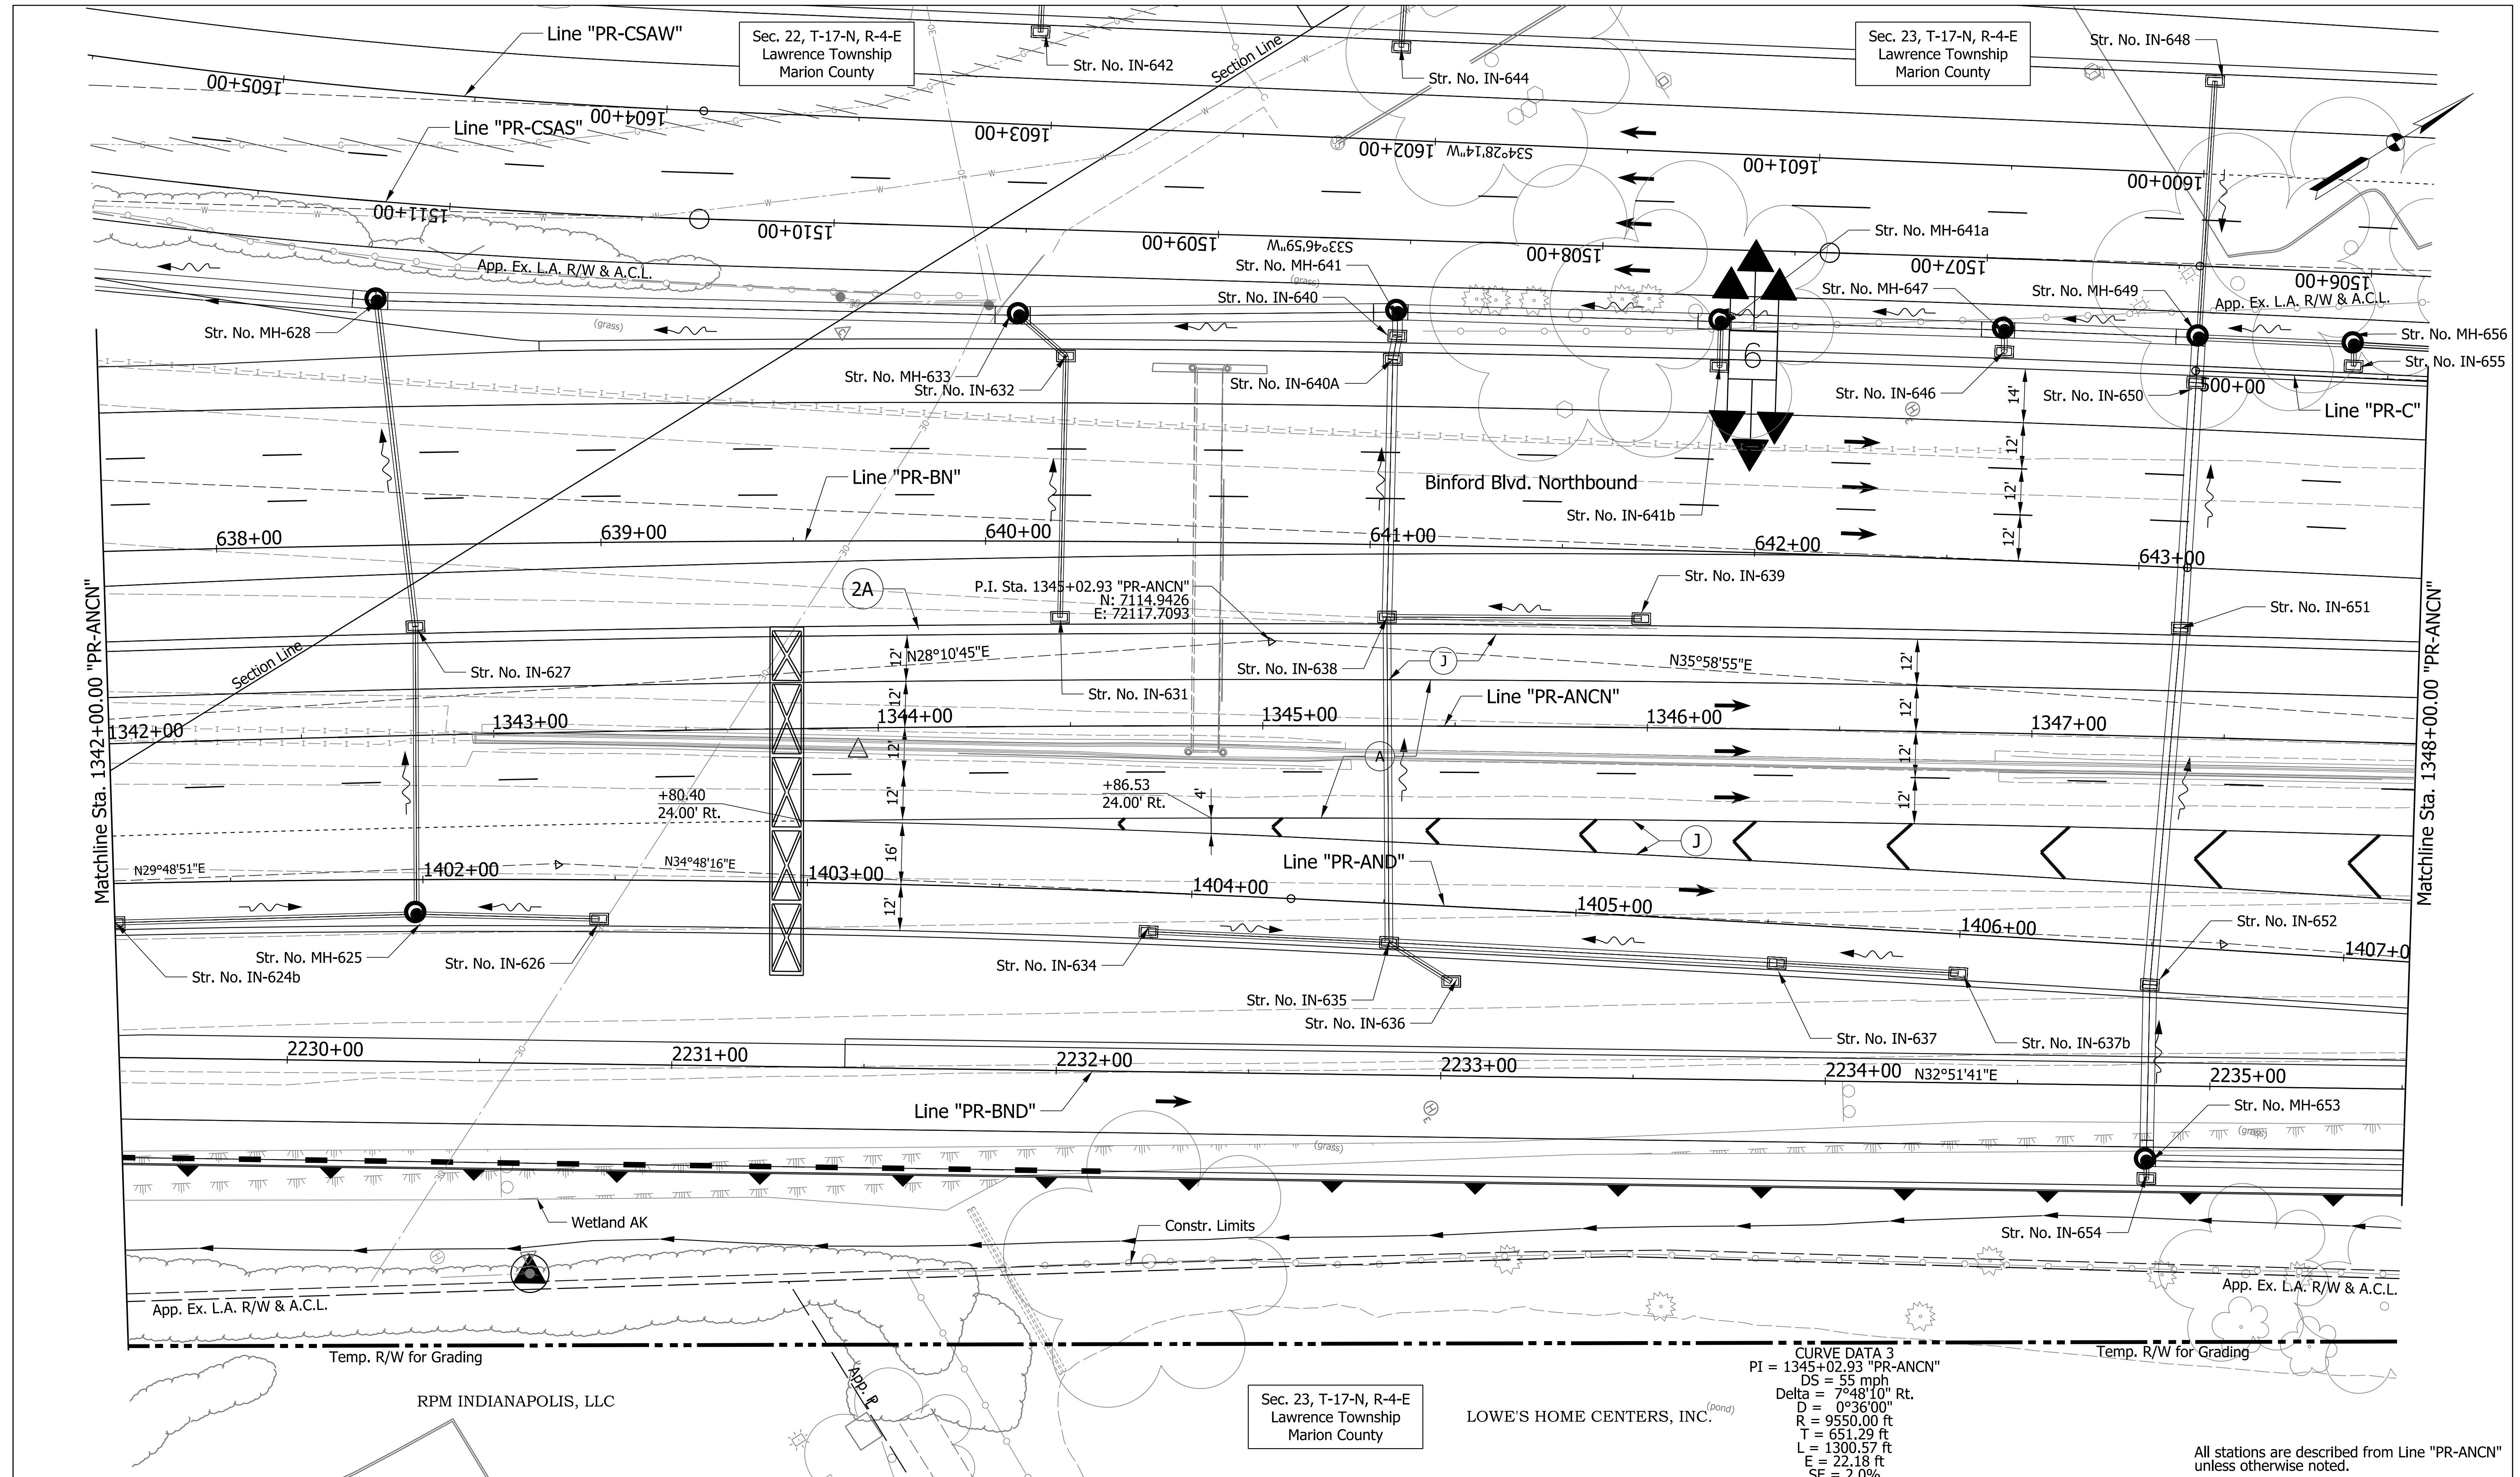 Line "PR-CSAW"
Sec. 22, T-17-N, R-4-E
Lawrence Township
Marion County
Str. No. IN-642
Section Line
Str. No. IN-644
Sec. 23, T-17-N, R-4-E
Lawrence Township
Marion County
Str. No. IN-648
1605+00
1604+00
1603+00
1602+00
S34°28'14"W
1601+00
1600+00
Line "PR-CSAS"
1511+00
1510+00
1509+00
S33°46'59"W
1508+00
1507+00
1506+00
Str. No. MH-641a
App. Ex. L.A. R/W & A.C.L.
Str. No. MH-641
(grass)
Str. No. IN-640
Str. No. MH-647
Str. No. MH-649
App. Ex. L.A. R/W & A.C.L.
Str. No. MH-628
(grass)
Str. No. MH-656
Str. No. IN-655
Str. No. MH-633
Str. No. IN-632
Str. No. IN-640A
6
Str. No. IN-646
Str. No. IN-650
500+00
Line "PR-C"
14'
12'
12'
12'
Line "PR-BN"
Binford Blvd. Northbound
Str. No. IN-641b
638+00
639+00
640+00
641+00
642+00
643+00
2A
P.I. Sta. 1345+02.93 "PR-ANCN"
N: 7114.9426
E: 72117.7093
Str. No. IN-639
Str. No. IN-651
Matchline Sta. 1342+00.00 "PR-ANCN"
Matchline Sta. 1348+00.00 "PR-ANCN"
Section Line
Str. No. IN-627
12'
N28°10'45"E
Str. No. IN-638
J
N35°58'55"E
12'
Str. No. IN-631
12'
Line "PR-ANCN"
12'
1342+00
1343+00
1344+00
1345+00
1346+00
1347+00
12'
A
12'
+80.40
24.00' Rt.
12'
+86.53
24.00' Rt.
4'
12'
J
16'
N29°48'51"E
N34°48'16"E
Line "PR-AND"
1402+00
1403+00
1404+00
1405+00
1406+00
1407+0
12'
Str. No. IN-652
Str. No. MH-625
Str. No. IN-626
Str. No. IN-624b
Str. No. IN-634
Str. No. IN-635
Str. No. IN-636
Str. No. IN-637
Str. No. IN-637b
2230+00
2231+00
2232+00
2233+00
2234+00
N32°51'41"E
2235+00
Line "PR-BND"
Str. No. MH-653
(grass)
(grass)
Wetland AK
Constr. Limits
Str. No. IN-654
App. Ex. L.A. R/W & A.C.L.
App. Ex. L.A. R/W & A.C.L.
Temp. R/W for Grading
Temp. R/W for Grading
RPM INDIANAPOLIS, LLC
Sec. 23, T-17-N, R-4-E
Lawrence Township
Marion County
LOWE'S HOME CENTERS, INC.
(pond)
CURVE DATA 3
PI = 1345+02.93 "PR-ANCN"
DS = 55 mph
Delta = 7°48'10" Rt.
D = 0°36'00"
R = 9550.00 ft
T = 651.29 ft
L = 1300.57 ft
E = 22.18 ft
SE = 2.0%
All stations are described from Line "PR-ANCN"
unless otherwise noted.